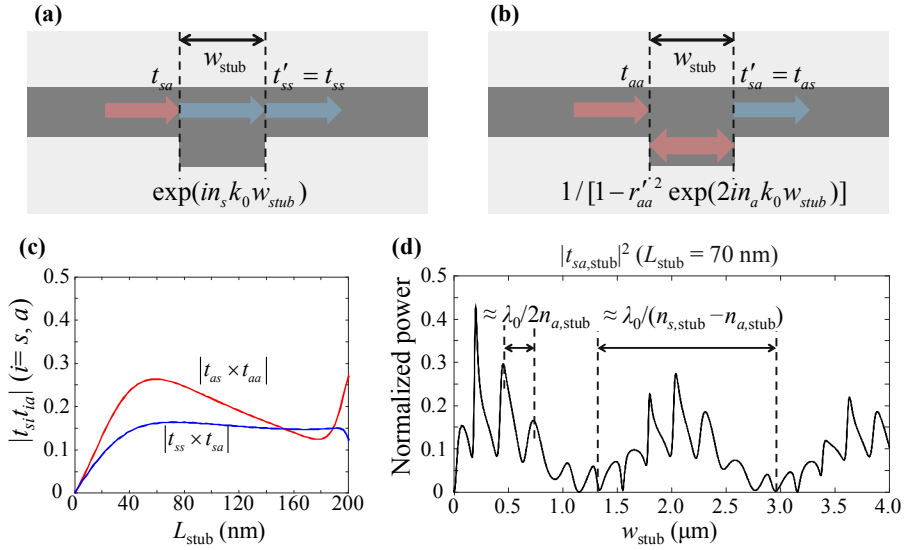 (a)
w_stub
t_sa
t'_ss = t_ss
exp(in_s k_0 w_stub)
(b)
w_stub
t_aa
t'_sa = t_as
1/[1− r'_aa^2 exp(2in_a k_0 w_stub)]
(c)
|t_si t_ia| (i= s, a)
0.5
0.4
0.3
0.2
0.1
0
|t_as × t_aa|
|t_ss × t_sa|
0 40 80 120 160 200
L_stub (nm)
(d)
|t_sa,stub|^2 (L_stub = 70 nm)
Normalized power
0.5
0.4
0.3
0.2
0.1
0
≈ λ_0/2n_a,stub
≈ λ_0/(n_s,stub −n_a,stub)
0 0.5 1.0 1.5 2.0 2.5 3.0 3.5 4.0
w_stub (μm)